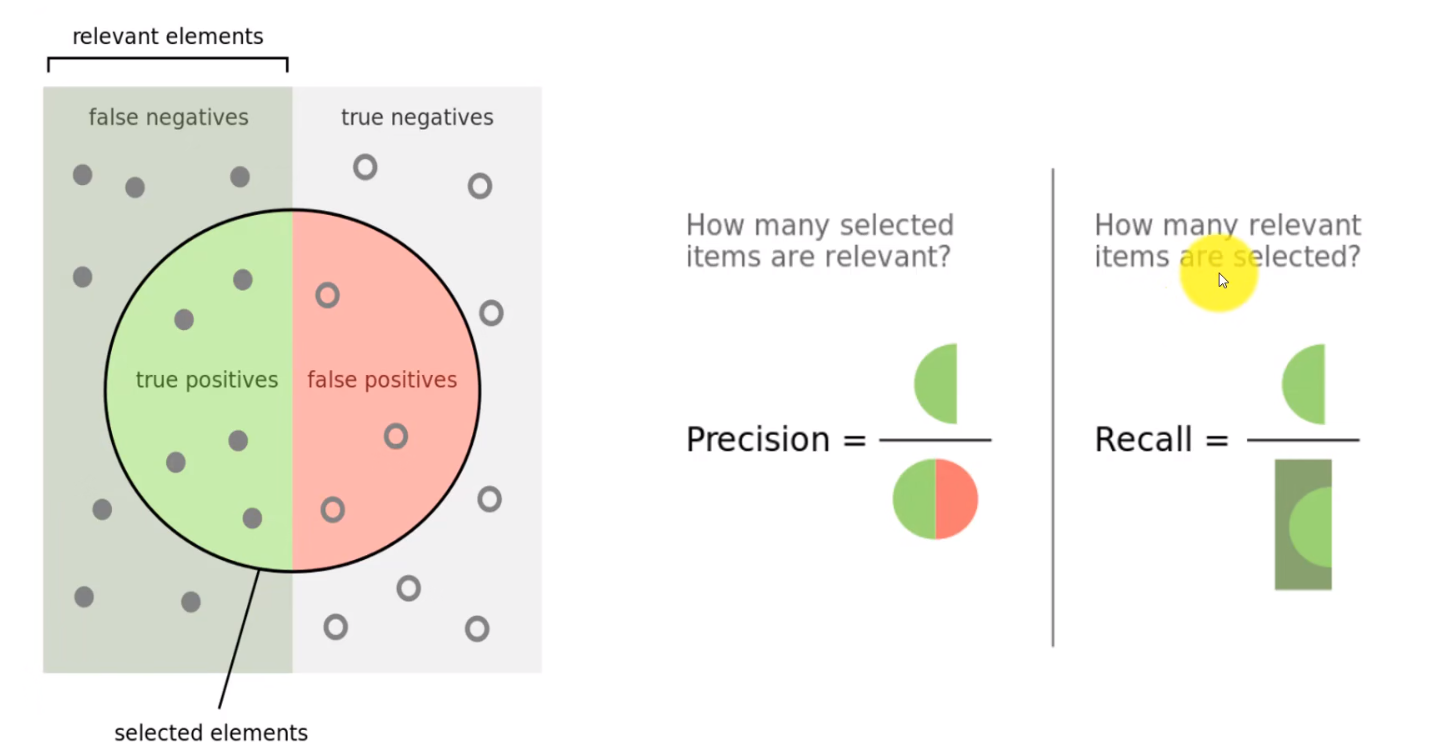 relevant elements
false negatives
true negatives
true positives
false positives
selected elements
How many selected
items are relevant?
Precision =
How many relevant
items are selected?
Recall =